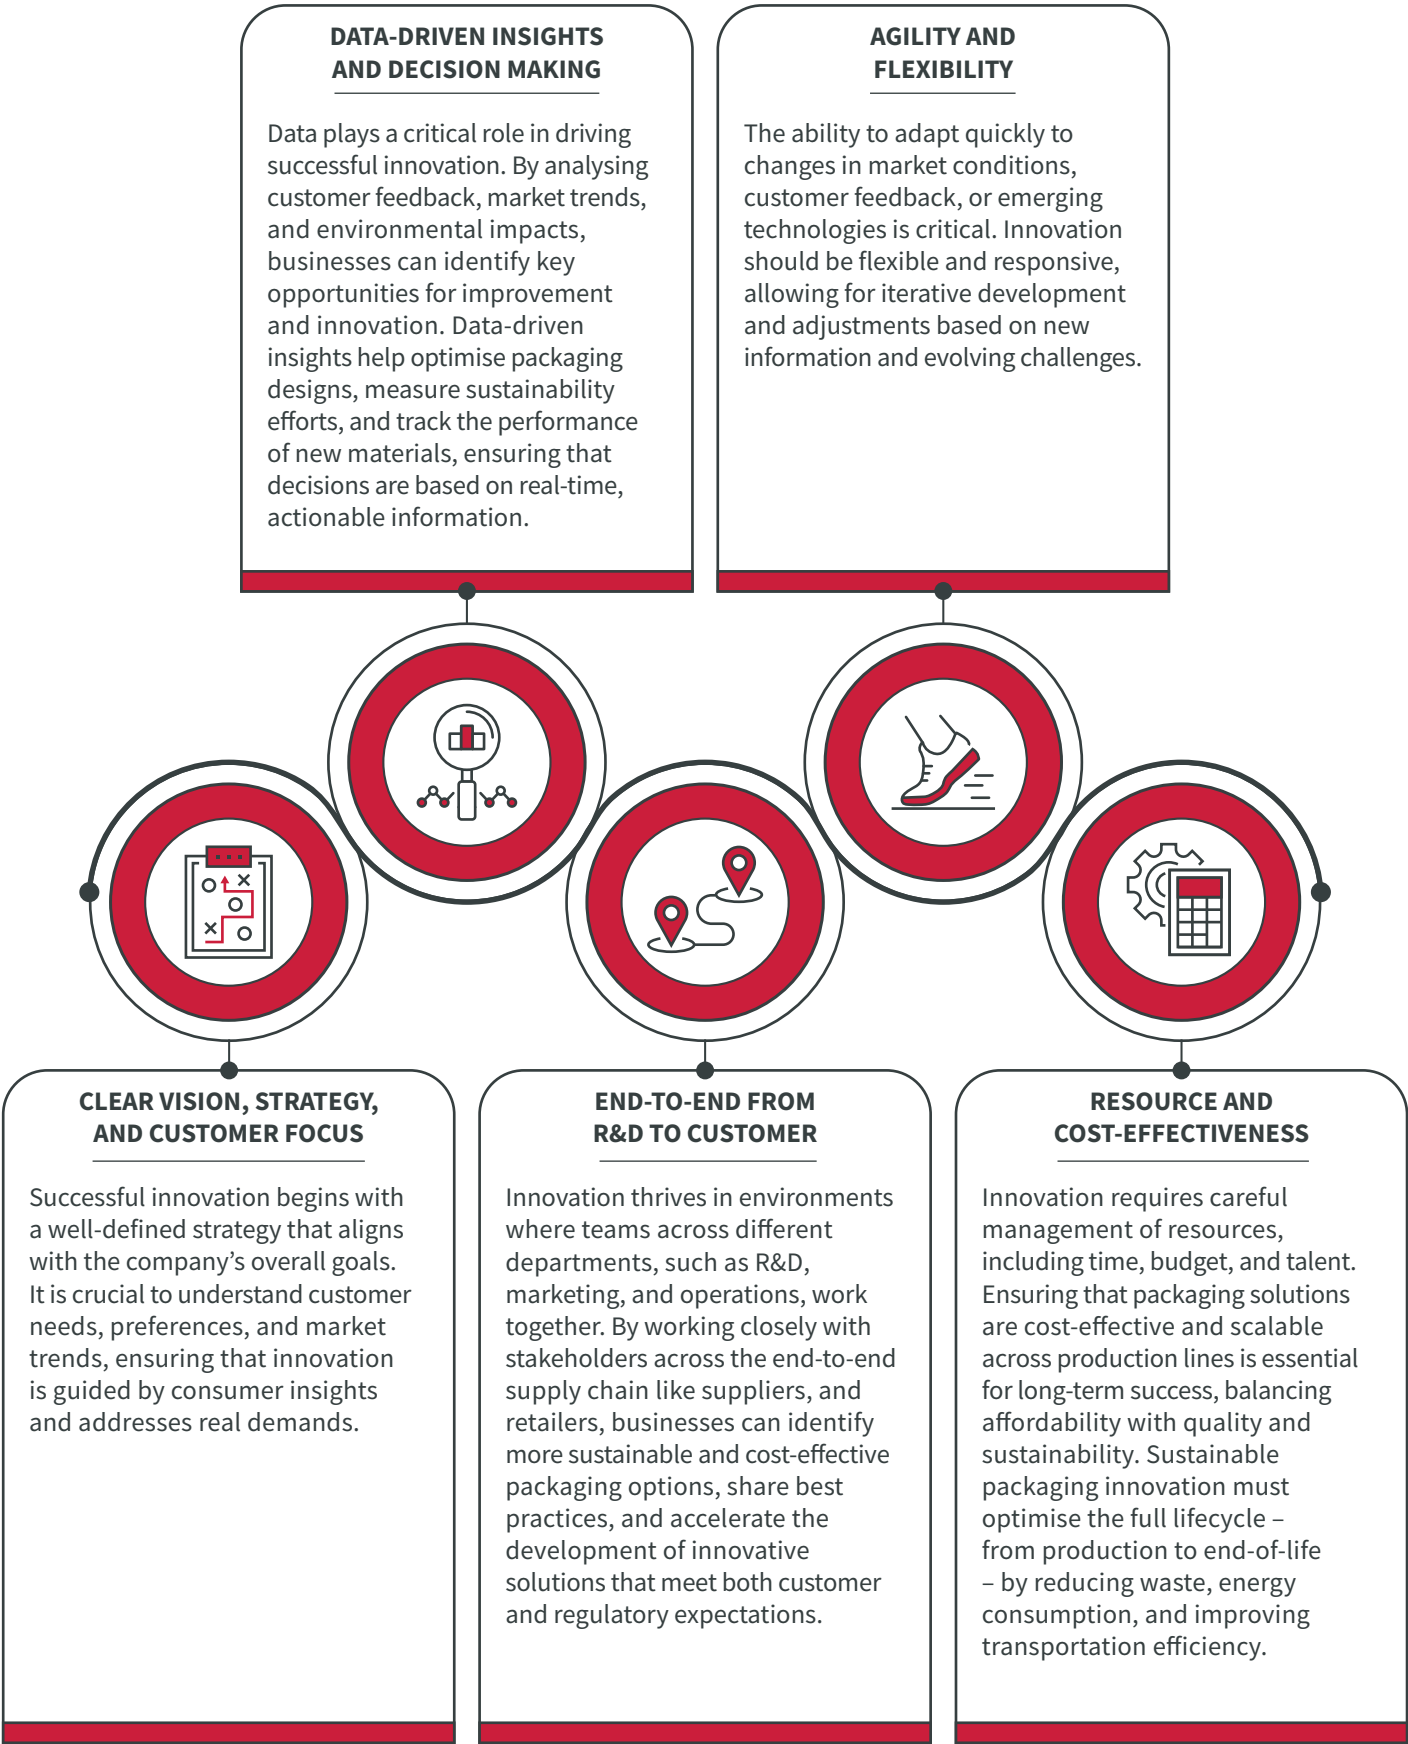 DATA-DRIVEN INSIGHTS
AND DECISION MAKING
Data plays a critical role in driving
successful innovation. By analysing
customer feedback, market trends,
and environmental impacts,
businesses can identify key
opportunities for improvement
and innovation. Data-driven
insights help optimise packaging
designs, measure sustainability
efforts, and track the performance
of new materials, ensuring that
decisions are based on real-time,
actionable information.
AGILITY AND
FLEXIBILITY
The ability to adapt quickly to
changes in market conditions,
customer feedback, or emerging
technologies is critical. Innovation
should be flexible and responsive,
allowing for iterative development
and adjustments based on new
information and evolving challenges.
CLEAR VISION, STRATEGY,
AND CUSTOMER FOCUS
Successful innovation begins with
a well-defined strategy that aligns
with the company’s overall goals.
It is crucial to understand customer
needs, preferences, and market
trends, ensuring that innovation
is guided by consumer insights
and addresses real demands.
END-TO-END FROM
R&D TO CUSTOMER
Innovation thrives in environments
where teams across different
departments, such as R&D,
marketing, and operations, work
together. By working closely with
stakeholders across the end-to-end
supply chain like suppliers, and
retailers, businesses can identify
more sustainable and cost-effective
packaging options, share best
practices, and accelerate the
development of innovative
solutions that meet both customer
and regulatory expectations.
RESOURCE AND
COST-EFFECTIVENESS
Innovation requires careful
management of resources,
including time, budget, and talent.
Ensuring that packaging solutions
are cost-effective and scalable
across production lines is essential
for long-term success, balancing
affordability with quality and
sustainability. Sustainable
packaging innovation must
optimise the full lifecycle –
from production to end-of-life
– by reducing waste, energy
consumption, and improving
transportation efficiency.